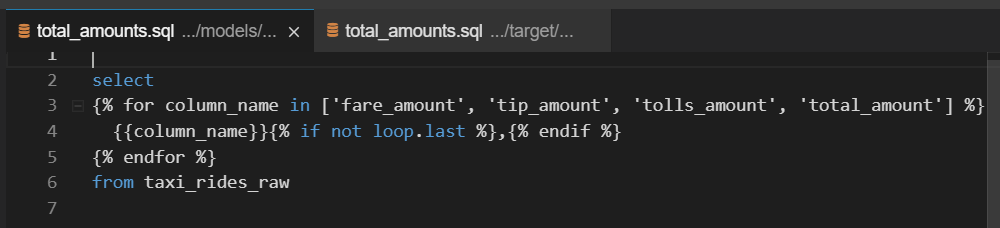 total_amounts.sql .../models/... × total_amounts.sql .../target/...
1
2 select
3 {% for column_name in ['fare_amount', 'tip_amount', 'tolls_amount', 'total_amount'] %}
4   {{column_name}}{% if not loop.last %},{% endif %}
5 {% endfor %}
6 from taxi_rides_raw
7